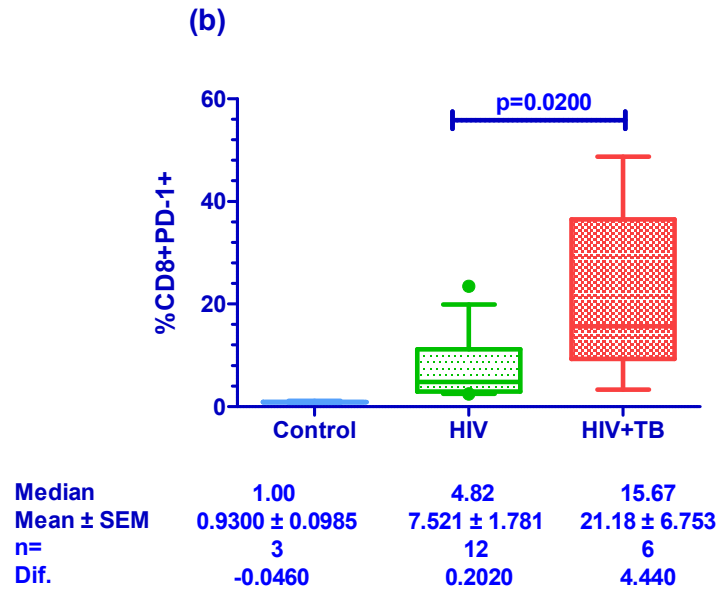 (b)
p=0.0200
60
40
20
0
%CD8+PD-1+
Control HIV HIV+TB
Median 1.00 4.82 15.67
Mean ± SEM 0.9300 ± 0.0985 7.521 ± 1.781 21.18 ± 6.753
n= 3 12 6
Dif. -0.0460 0.2020 4.440